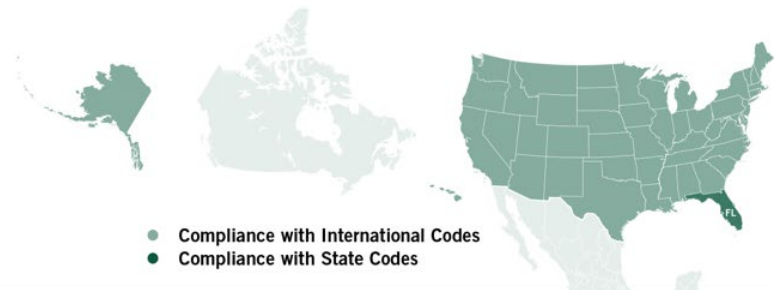 FL
Compliance with International Codes
Compliance with State Codes